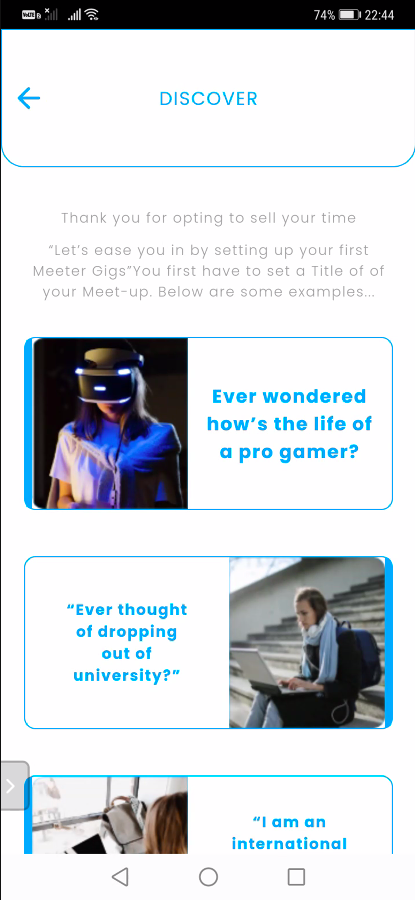 74% 22:44
DISCOVER
Thank you for opting to sell your time
“Let’s ease you in by setting up your first
Meeter Gigs”You first have to set a Title of of
your Meet-up. Below are some examples...
Ever wondered
how’s the life of
a pro gamer?
“Ever thought
of dropping
out of
university?”
“I am an
international